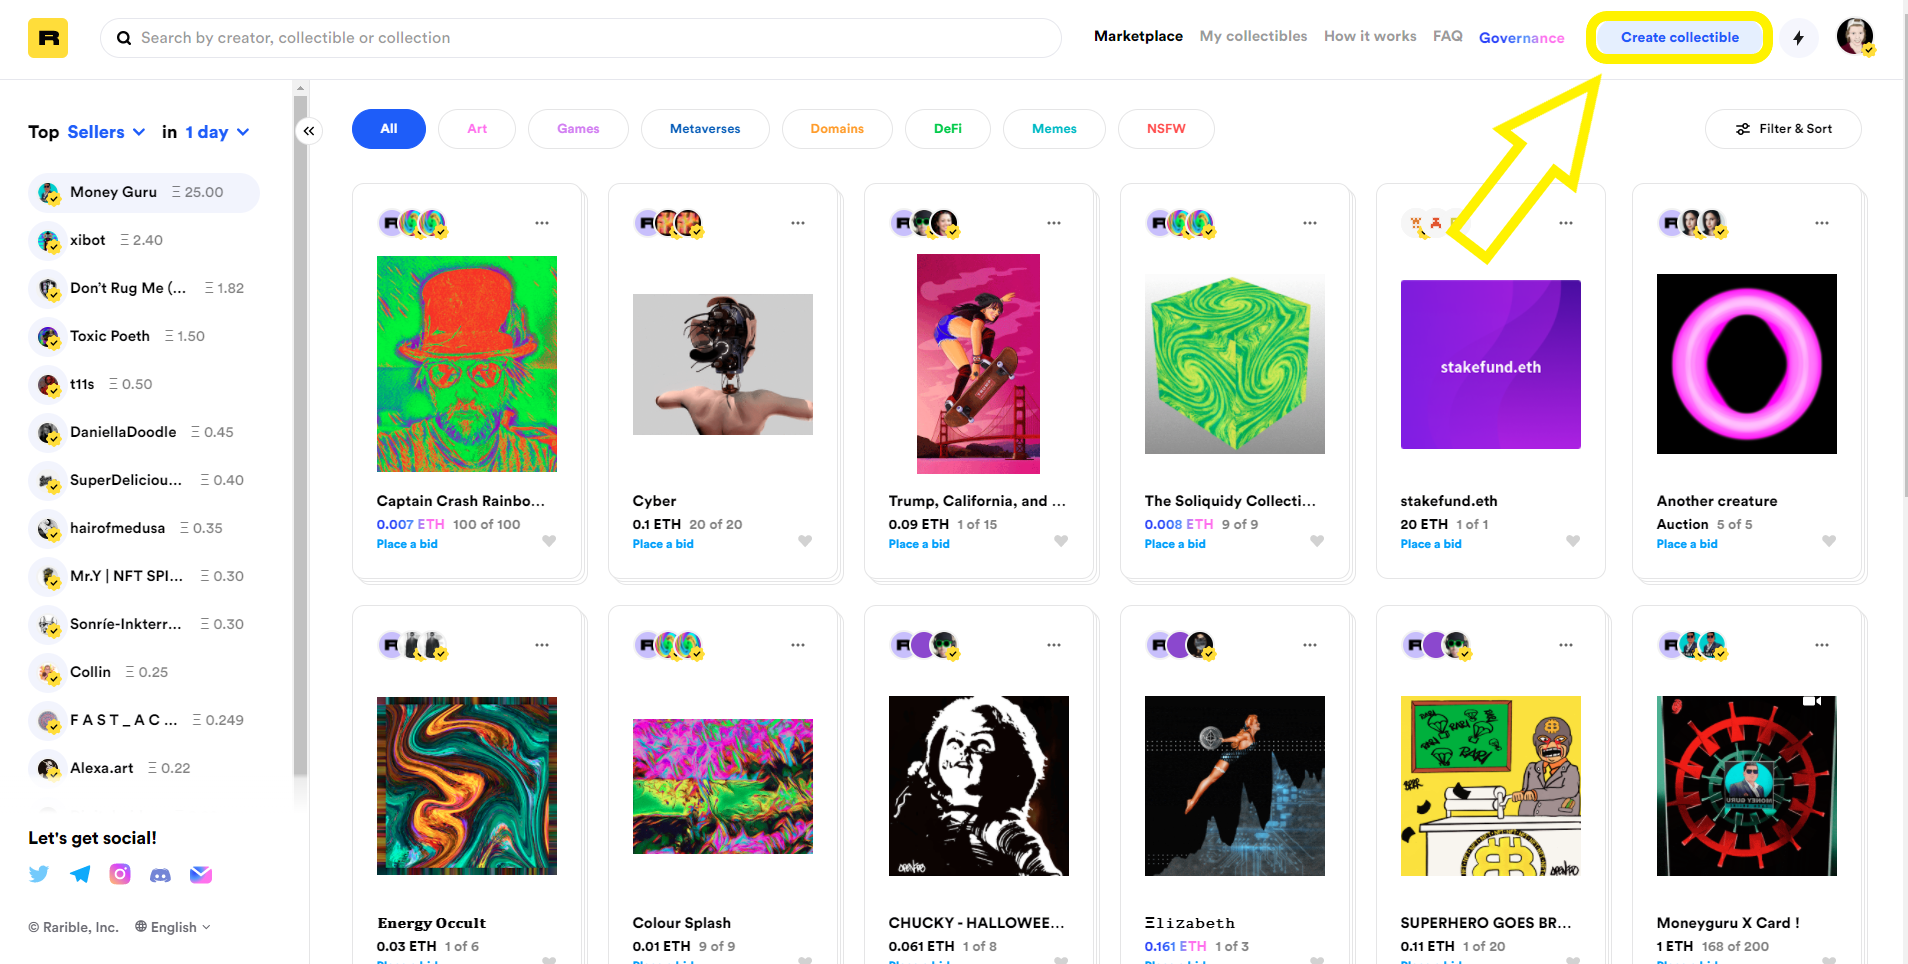 R
Search by creator, collectible or collection
Marketplace My collectibles How it works FAQ Governance
Create collectible
Top Sellers in 1 day
Money Guru Ξ 25.00
xibot Ξ 2.40
Don't Rug Me (... Ξ 1.82
Toxic Poeth Ξ 1.50
t11s Ξ 0.50
DaniellaDoodle Ξ 0.45
SuperDeliciou... Ξ 0.40
hairofmedusa Ξ 0.35
Mr.Y | NFT SPI... Ξ 0.30
Sonríe-Inkterr... Ξ 0.30
Collin Ξ 0.25
F A S T _ A C ... Ξ 0.249
Alexa.art Ξ 0.22
Let's get social!
© Rarible, Inc. English
All Art Games Metaverses Domains DeFi Memes NSFW
Filter & Sort
Captain Crash Rainbo...
0.007 ETH 100 of 100
Place a bid
Cyber
0.1 ETH 20 of 20
Place a bid
Trump, California, and ...
0.09 ETH 1 of 15
Place a bid
The Soliquidy Collecti...
0.008 ETH 9 of 9
Place a bid
stakefund.eth
stakefund.eth
20 ETH 1 of 1
Place a bid
Another creature
Auction 5 of 5
Place a bid
Energy Occult
0.03 ETH 1 of 6
Colour Splash
0.01 ETH 9 of 9
CHUCKY - HALLOWEE...
0.061 ETH 1 of 8
Ξlizabeth
0.161 ETH 1 of 3
SUPERHERO GOES BR...
0.11 ETH 1 of 20
Moneyguru X Card !
1 ETH 168 of 200